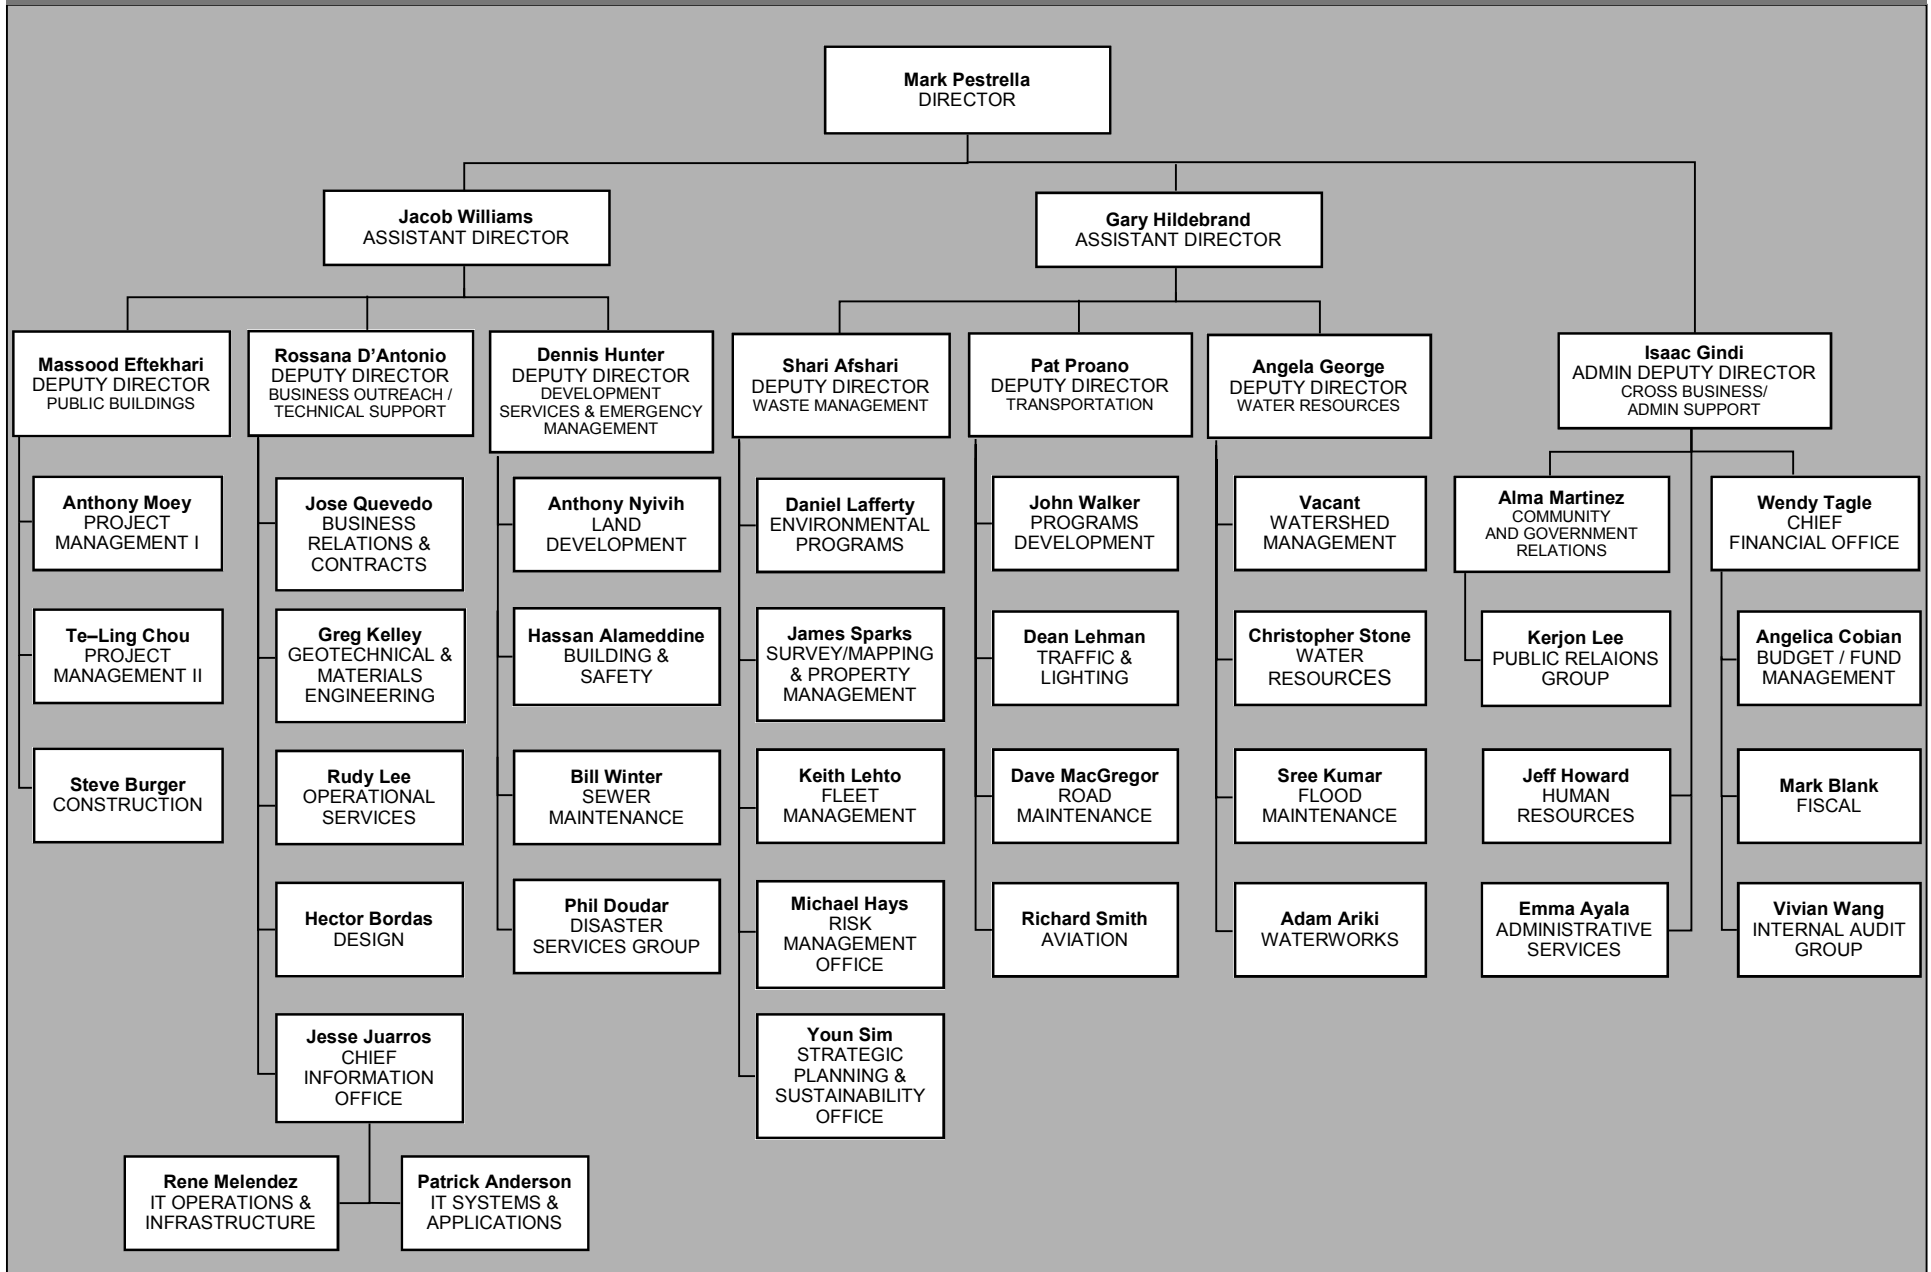 Mark Pestrella
DIRECTOR
Jacob Williams
ASSISTANT DIRECTOR
Gary Hildebrand
ASSISTANT DIRECTOR
Massood Eftekhari
DEPUTY DIRECTOR
PUBLIC BUILDINGS
Rossana D’Antonio
DEPUTY DIRECTOR
BUSINESS OUTREACH /
TECHNICAL SUPPORT
Dennis Hunter
DEPUTY DIRECTOR
DEVELOPMENT
SERVICES & EMERGENCY
MANAGEMENT
Shari Afshari
DEPUTY DIRECTOR
WASTE MANAGEMENT
Pat Proano
DEPUTY DIRECTOR
TRANSPORTATION
Angela George
DEPUTY DIRECTOR
WATER RESOURCES
Isaac Gindi
ADMIN DEPUTY DIRECTOR
CROSS BUSINESS/
ADMIN SUPPORT
Anthony Moey
PROJECT
MANAGEMENT I
Jose Quevedo
BUSINESS
RELATIONS &
CONTRACTS
Anthony Nyivih
LAND
DEVELOPMENT
Daniel Lafferty
ENVIRONMENTAL
PROGRAMS
John Walker
PROGRAMS
DEVELOPMENT
Vacant
WATERSHED
MANAGEMENT
Alma Martinez
COMMUNITY
AND GOVERNMENT
RELATIONS
Wendy Tagle
CHIEF
FINANCIAL OFFICE
Te–Ling Chou
PROJECT
MANAGEMENT II
Greg Kelley
GEOTECHNICAL &
MATERIALS
ENGINEERING
Hassan Alameddine
BUILDING &
SAFETY
James Sparks
SURVEY/MAPPING
& PROPERTY
MANAGEMENT
Dean Lehman
TRAFFIC &
LIGHTING
Christopher Stone
WATER
RESOURCES
Kerjon Lee
PUBLIC RELAIONS
GROUP
Angelica Cobian
BUDGET / FUND
MANAGEMENT
Steve Burger
CONSTRUCTION
Rudy Lee
OPERATIONAL
SERVICES
Bill Winter
SEWER
MAINTENANCE
Keith Lehto
FLEET
MANAGEMENT
Dave MacGregor
ROAD
MAINTENANCE
Sree Kumar
FLOOD
MAINTENANCE
Jeff Howard
HUMAN
RESOURCES
Mark Blank
FISCAL
Hector Bordas
DESIGN
Phil Doudar
DISASTER
SERVICES GROUP
Michael Hays
RISK
MANAGEMENT
OFFICE
Richard Smith
AVIATION
Adam Ariki
WATERWORKS
Emma Ayala
ADMINISTRATIVE
SERVICES
Vivian Wang
INTERNAL AUDIT
GROUP
Jesse Juarros
CHIEF
INFORMATION
OFFICE
Youn Sim
STRATEGIC
PLANNING &
SUSTAINABILITY
OFFICE
Rene Melendez
IT OPERATIONS &
INFRASTRUCTURE
Patrick Anderson
IT SYSTEMS &
APPLICATIONS